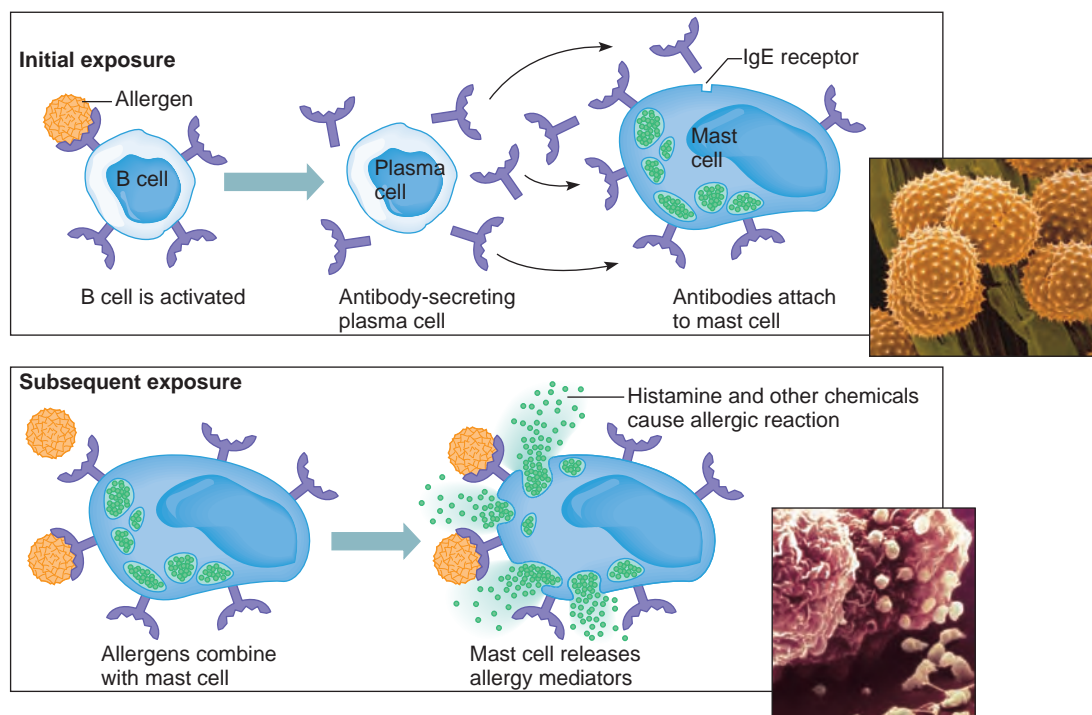 Initial exposure
Allergen
B cell
Plasma
cell
IgE receptor
Mast
cell
B cell is activated
Antibody-secreting
plasma cell
Antibodies attach
to mast cell
Subsequent exposure
Histamine and other chemicals
cause allergic reaction
Allergens combine
with mast cell
Mast cell releases
allergy mediators